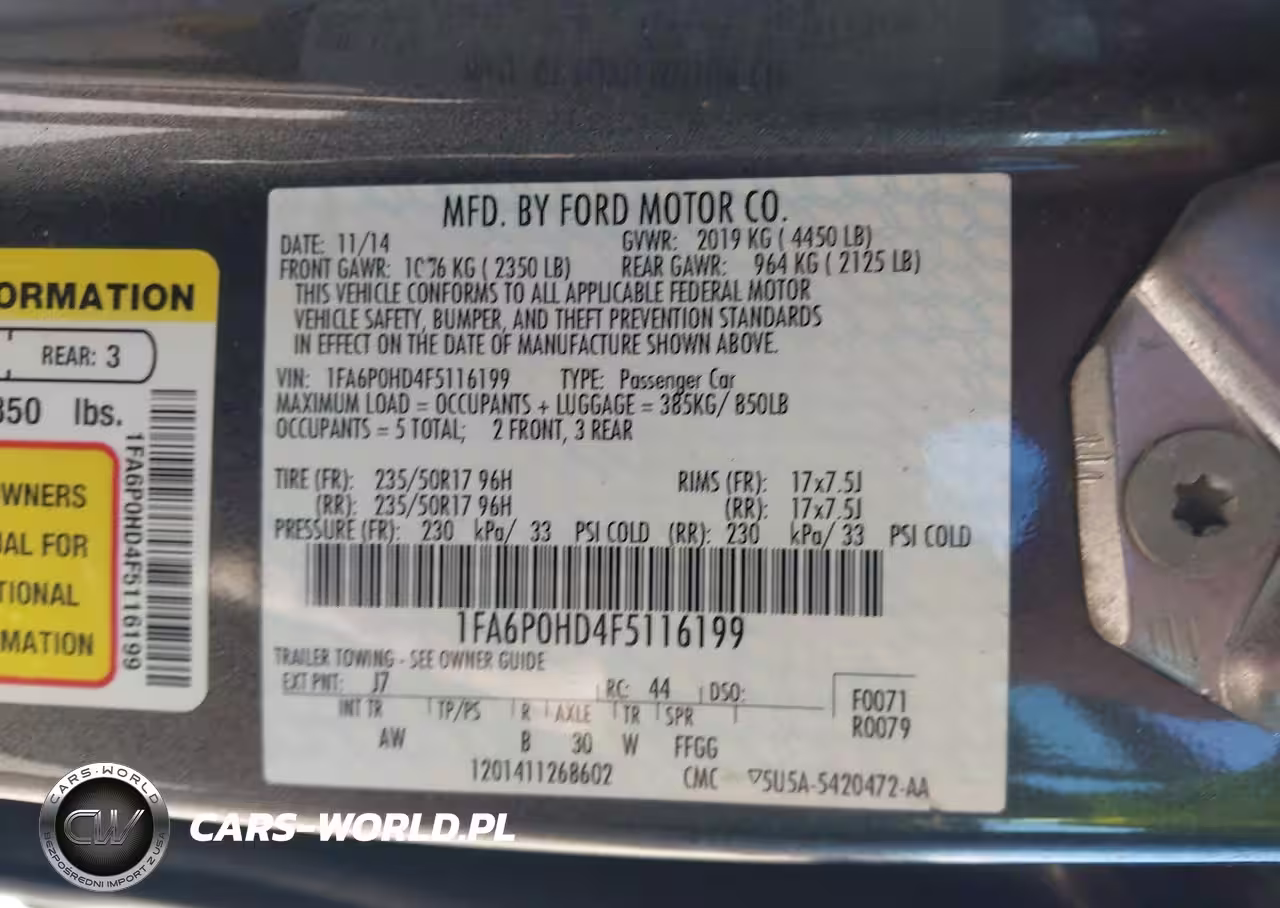 MFD. BY FORD MOTOR CO.
DATE: 11/14 GVWR: 2019 KG ( 4450 LB)
FRONT GAWR: KG ( 2350 LB) REAR GAWR: 964 KG ( 2125 LB)
THIS VEHICLE CONFORMS TO ALL APPLICABLE FEDERAL MOTOR
VEHICLE SAFETY, BUMPER, AND THEFT PREVENTION STANDARDS
IN EFFECT ON THE DATE OF MANUFACTURE SHOWN ABOVE.
VIN: 1FA6P0HD4F5116199 TYPE: Passenger Car
MAXIMUM LOAD = OCCUPANTS + LUGGAGE = 385KG/ 850LB
OCCUPANTS = 5 TOTAL; 2 FRONT, 3 REAR
TIRE (FR): 235/50R17 96H RIMS (FR): 17x7.5J
(RR): 235/50R17 96H (RR): 17x7.5J
PRESSURE (FR): 230 kPa/ 33 PSI COLD (RR): 230 kPa/ 33 PSI COLD
1FA6P0HD4F5116199
TRAILER TOWING - SEE OWNER GUIDE
EXT PNT: J7 RC: 44 DSO:
INT TR TP/PS R AXLE TR SPR
AW B 30 W FFGG
F0071
R0079
1201411268602 CMC 5U5A-5420472-AA
ORMATION
REAR: 3
850 lbs.
WNERS
UAL FOR
TIONAL
RMATION
1FA6P0HD4F5116199
CARS-WORLD
CW
BEZPOŚREDNI IMPORT Z USA
CARS-WORLD.PL